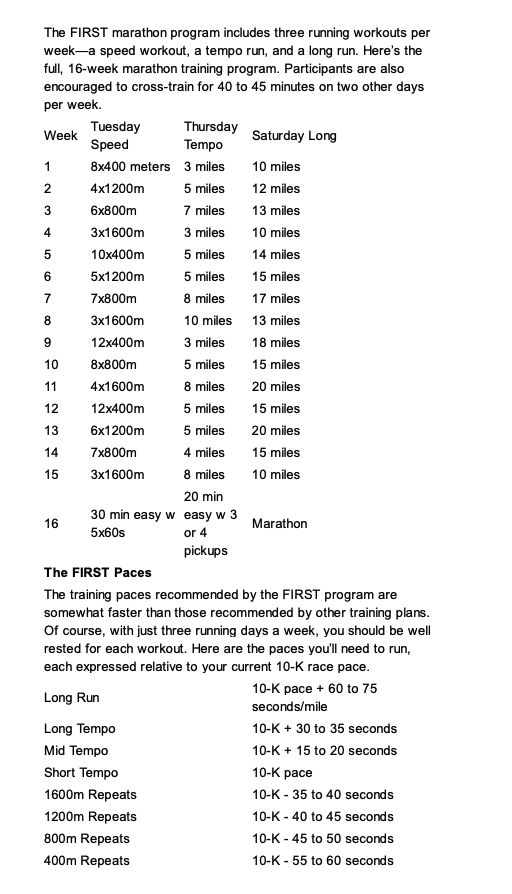 The FIRST marathon program includes three running workouts per
week—a speed workout, a tempo run, and a long run. Here's the
full, 16-week marathon training program. Participants are also
encouraged to cross-train for 40 to 45 minutes on two other days
per week.
Week Tuesday Speed Thursday Tempo Saturday Long
1 8x400 meters 3 miles 10 miles
2 4x1200m 5 miles 12 miles
3 6x800m 7 miles 13 miles
4 3x1600m 3 miles 10 miles
5 10x400m 5 miles 14 miles
6 5x1200m 5 miles 15 miles
7 7x800m 8 miles 17 miles
8 3x1600m 10 miles 13 miles
9 12x400m 3 miles 18 miles
10 8x800m 5 miles 15 miles
11 4x1600m 8 miles 20 miles
12 12x400m 5 miles 15 miles
13 6x1200m 5 miles 20 miles
14 7x800m 4 miles 15 miles
15 3x1600m 8 miles 10 miles
16 30 min easy w 5x60s 20 min easy w 3 or 4 pickups Marathon
The FIRST Paces
The training paces recommended by the FIRST program are
somewhat faster than those recommended by other training plans.
Of course, with just three running days a week, you should be well
rested for each workout. Here are the paces you'll need to run,
each expressed relative to your current 10-K race pace.
Long Run 10-K pace + 60 to 75 seconds/mile
Long Tempo 10-K + 30 to 35 seconds
Mid Tempo 10-K + 15 to 20 seconds
Short Tempo 10-K pace
1600m Repeats 10-K - 35 to 40 seconds
1200m Repeats 10-K - 40 to 45 seconds
800m Repeats 10-K - 45 to 50 seconds
400m Repeats 10-K - 55 to 60 seconds